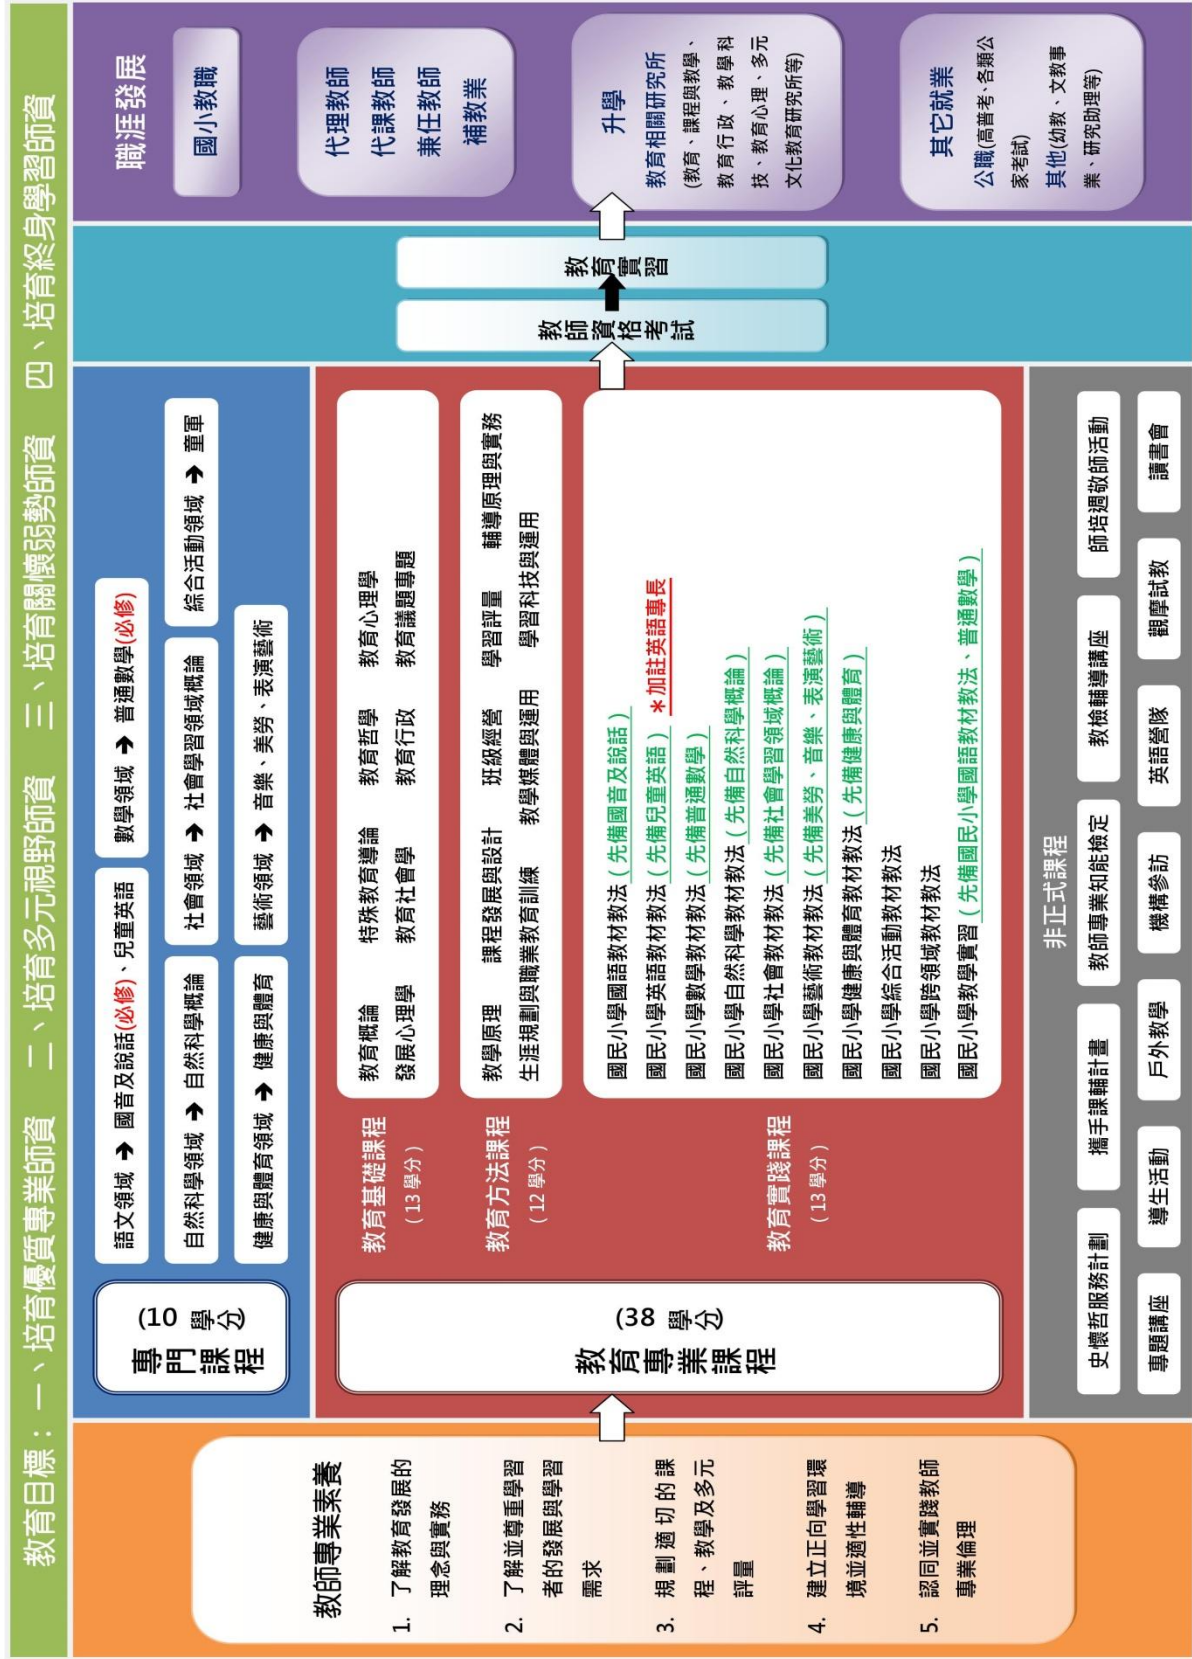 教育目標：一、培育優質專業師資 二、培育多元視野師資 三、培育關懷弱勢師資 四、培育終身學習師資
教師專業素養
1. 了解教育發展的
理念與實務
2. 了解並尊重學習
者的發展與學習
需求
3. 規劃適切的課
程、教學及多元
評量
4. 建立正向學習環
境並適性輔導
5. 認同並實踐教師
專業倫理
(10 學分)
專門課程
語文領域 → 國音及說話(必修)、兒童英語
數學領域 → 普通數學(必修)
自然科學領域 → 自然科學概論
社會領域 → 社會學習領域概論
綜合活動領域 → 童軍
健康與體育領域 → 健康與體育
藝術領域 → 音樂、美勞、表演藝術
(38 學分)
教育專業課程
教育基礎課程
(13 學分)
教育概論 特殊教育導論 教育哲學 教育心理學
發展心理學 教育社會學 教育行政 教育議題專題
教育方法課程
(12 學分)
教學原理 課程發展與設計 班級經營 學習評量 輔導原理與實務
生涯規劃與職業教育訓練 教學媒體與運用 學習科技與運用
教育實踐課程
(13 學分)
國民小學國語教材教法(先備國音及說話)
國民小學英語教材教法(先備兒童英語) *加註英語專長
國民小學數學教材教法(先備普通數學)
國民小學自然科學教材教法(先備自然科學概論)
國民小學社會教材教法(先備社會學習領域概論)
國民小學藝術教材教法(先備美勞、音樂、表演藝術)
國民小學健康與體育教材教法(先備健康與體育)
國民小學綜合活動教材教法
國民小學跨領域教材教法
國民小學教學實習(先備國民小學國語教材教法、普通數學)
非正式課程
史懷哲服務計劃 攜手課輔計畫 教師專業知能檢定 教檢輔導講座 師培週敬師活動
專題講座 導生活動 戶外教學 機構參訪 英語營隊 觀摩試教 讀書會
教師資格考試
教育實習
職涯發展
國小教職
代理教師
代課教師
兼任教師
補教業
升學
教育相關研究所
(教育、課程與教學、
教育行政、教學科
技、教育心理、多元
文化教育研究所等)
其它就業
公職(高普考、各類公
家考試)
其他(幼教、文教事
業、研究助理等)